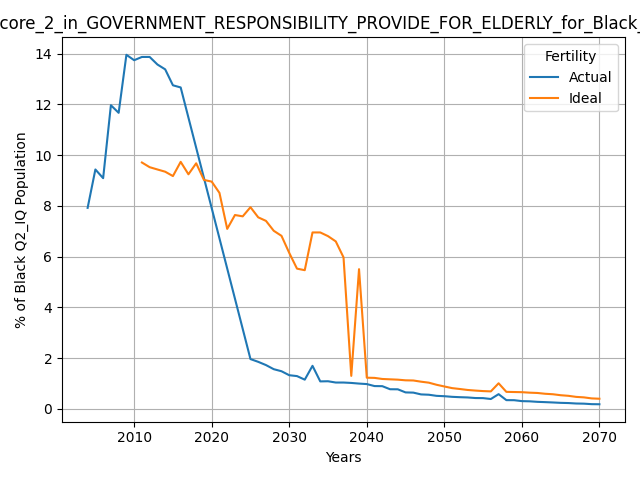 core_2_in_GOVERNMENT_RESPONSIBILITY_PROVIDE_FOR_ELDERLY_for_Black_
Fertility
Actual
Ideal
% of Black Q2_IQ Population
14
12
10
8
6
4
2
0
2010 2020 2030 2040 2050 2060 2070
Years